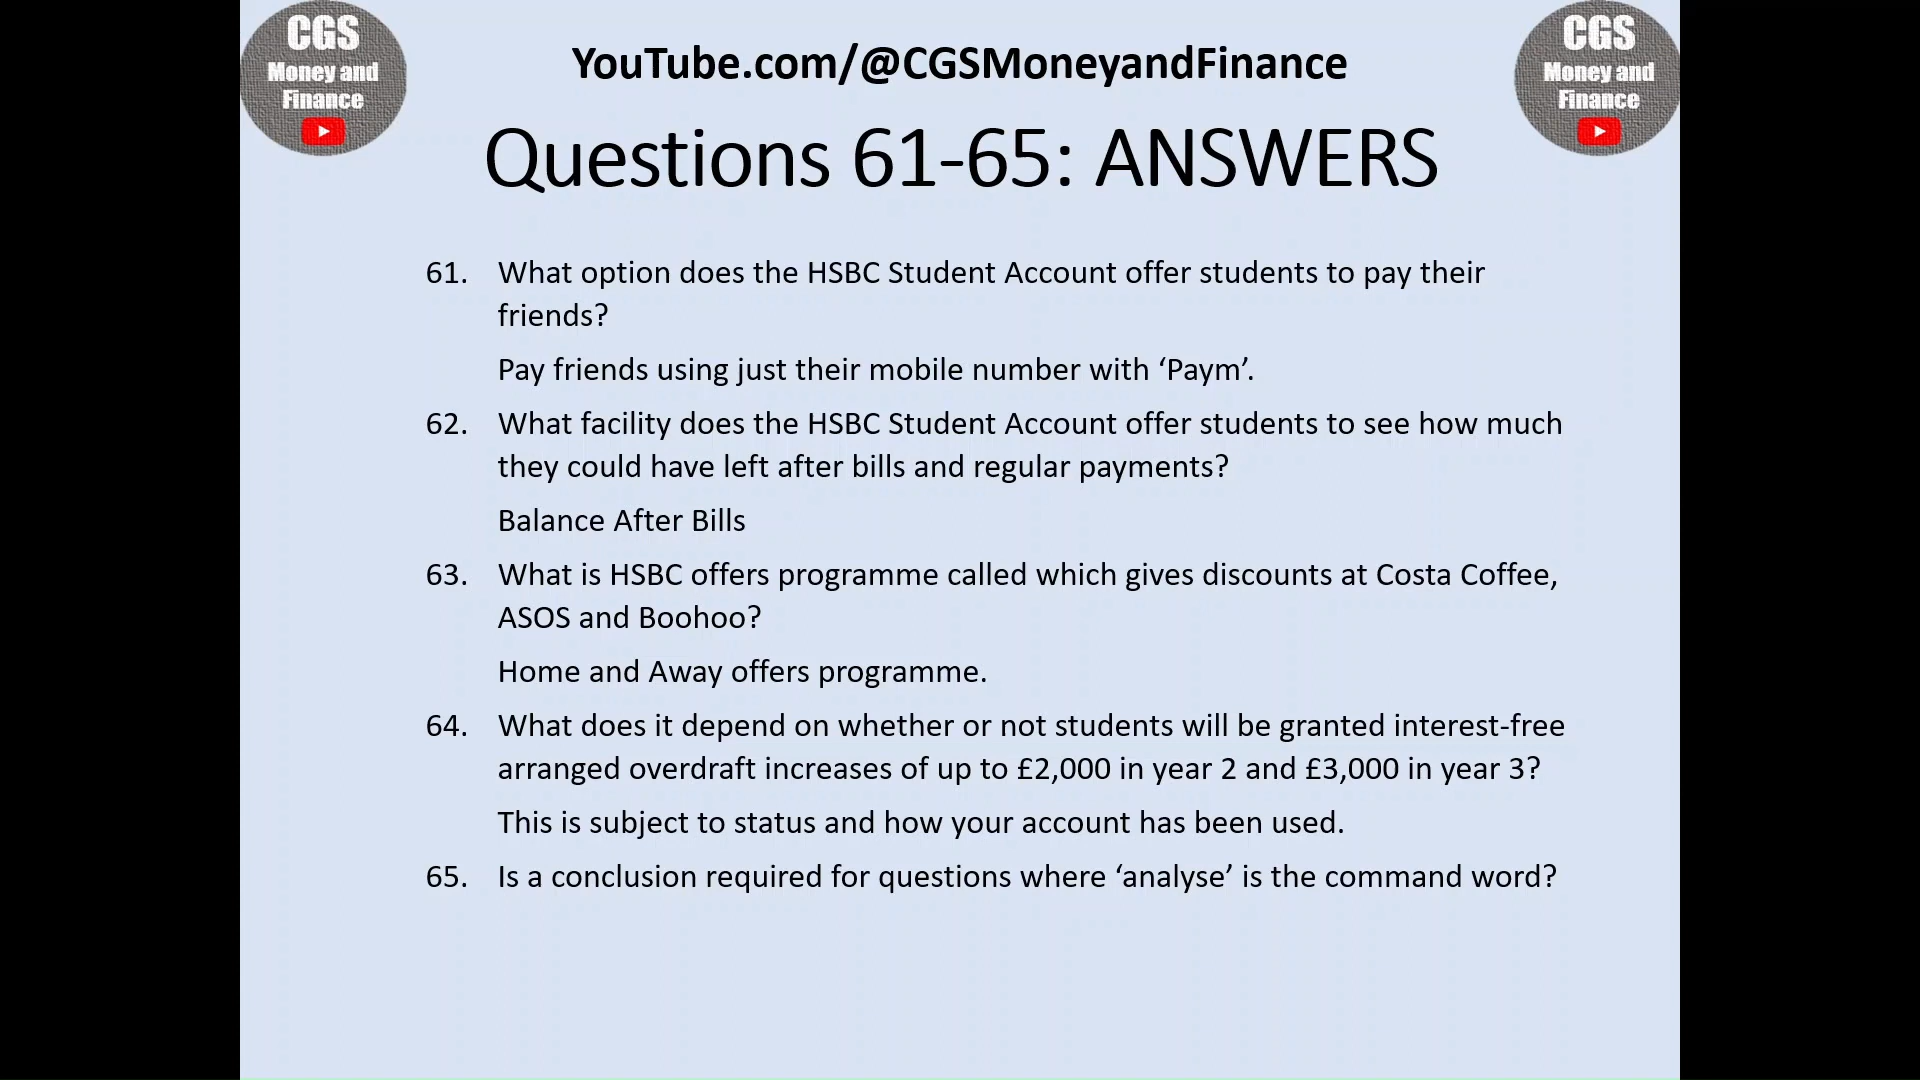 CGS
Money and
Finance
YouTube.com/@CGSMoneyandFinance
CGS
Money and
Finance
Questions 61-65: ANSWERS
61. What option does the HSBC Student Account offer students to pay their
friends?
Pay friends using just their mobile number with ‘Paym’.
62. What facility does the HSBC Student Account offer students to see how much
they could have left after bills and regular payments?
Balance After Bills
63. What is HSBC offers programme called which gives discounts at Costa Coffee,
ASOS and Boohoo?
Home and Away offers programme.
64. What does it depend on whether or not students will be granted interest-free
arranged overdraft increases of up to £2,000 in year 2 and £3,000 in year 3?
This is subject to status and how your account has been used.
65. Is a conclusion required for questions where ‘analyse’ is the command word?